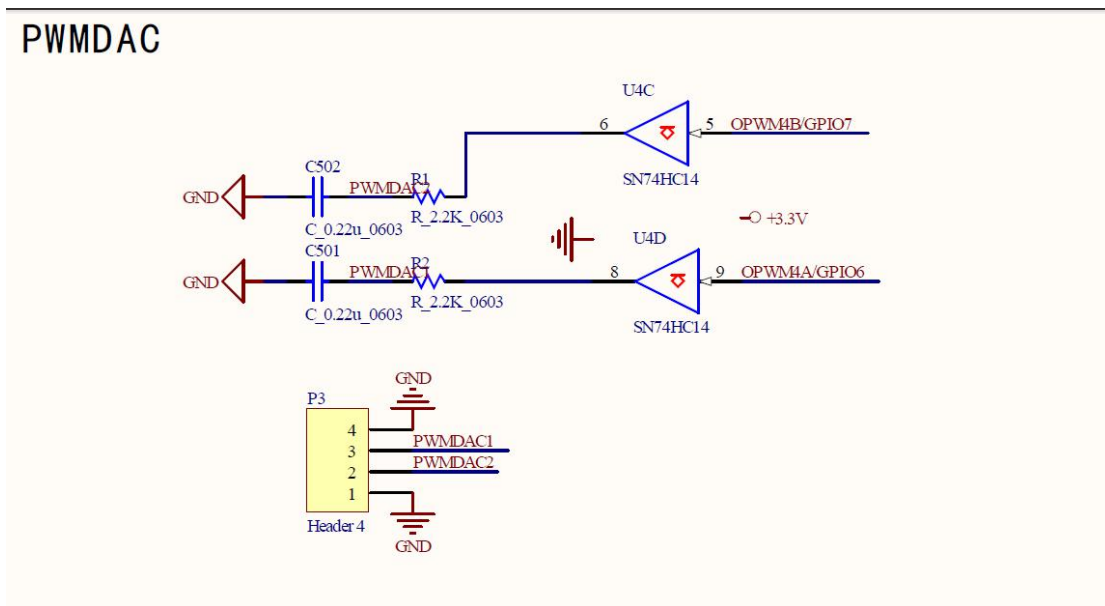 PWMDAC
U4C
6
5
OPWM4B/GPIO7
SN74HC14
C502
GND
PWMDAC2
R1
C_0.22u_0603
R_2.2K_0603
+3.3V
U4D
C501
GND
PWMDAC1
R2
8
9
OPWM4A/GPIO6
C_0.22u_0603
R_2.2K_0603
SN74HC14
GND
P3
4
3
PWMDAC1
2
PWMDAC2
1
Header 4
GND